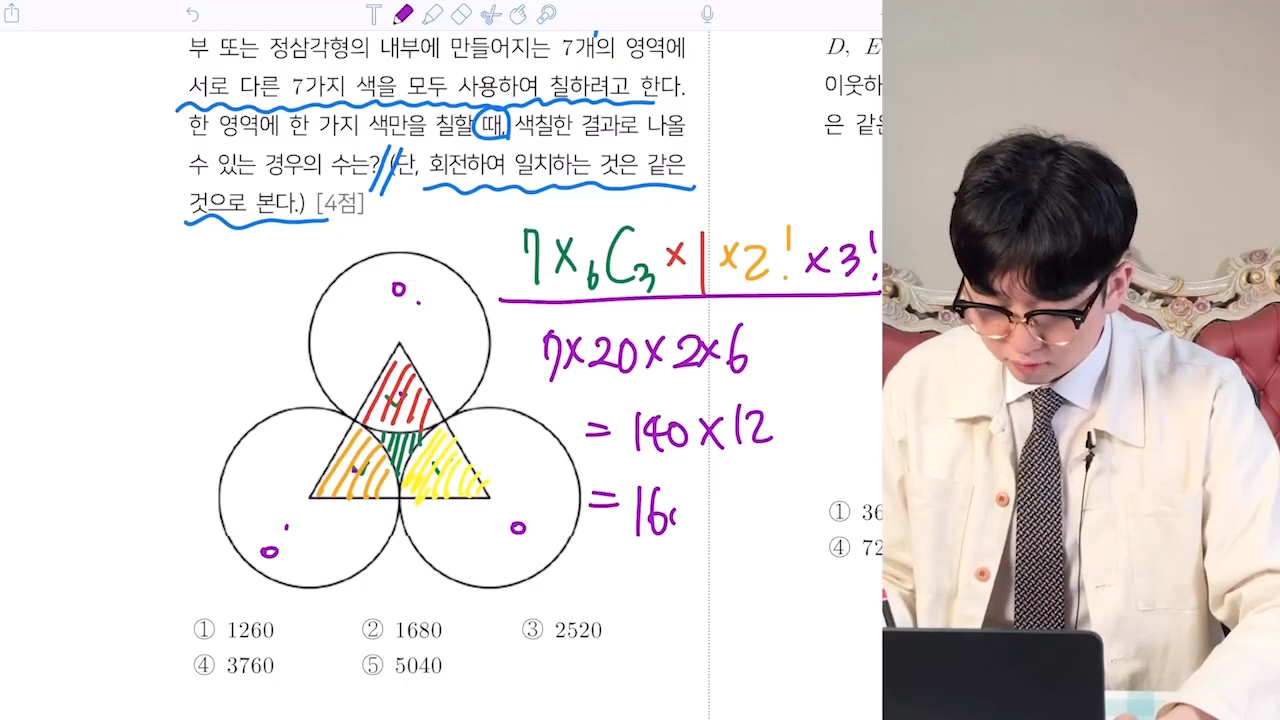 부 또는 정삼각형의 내부에 만들어지는 7개의 영역에
서로 다른 7가지 색을 모두 사용하여 칠하려고 한다.
한 영역에 한 가지 색만을 칠할 때, 색칠한 결과로 나올
수 있는 경우의 수는? (단, 회전하여 일치하는 것은 같은
것으로 본다.) [4점]
7×₆C₃×1×2!×3!
7×20×2×6
= 140×12
= 16
① 1260 ② 1680 ③ 2520
④ 3760 ⑤ 5040
D, E
이웃하
은 같은
① 36
④ 72